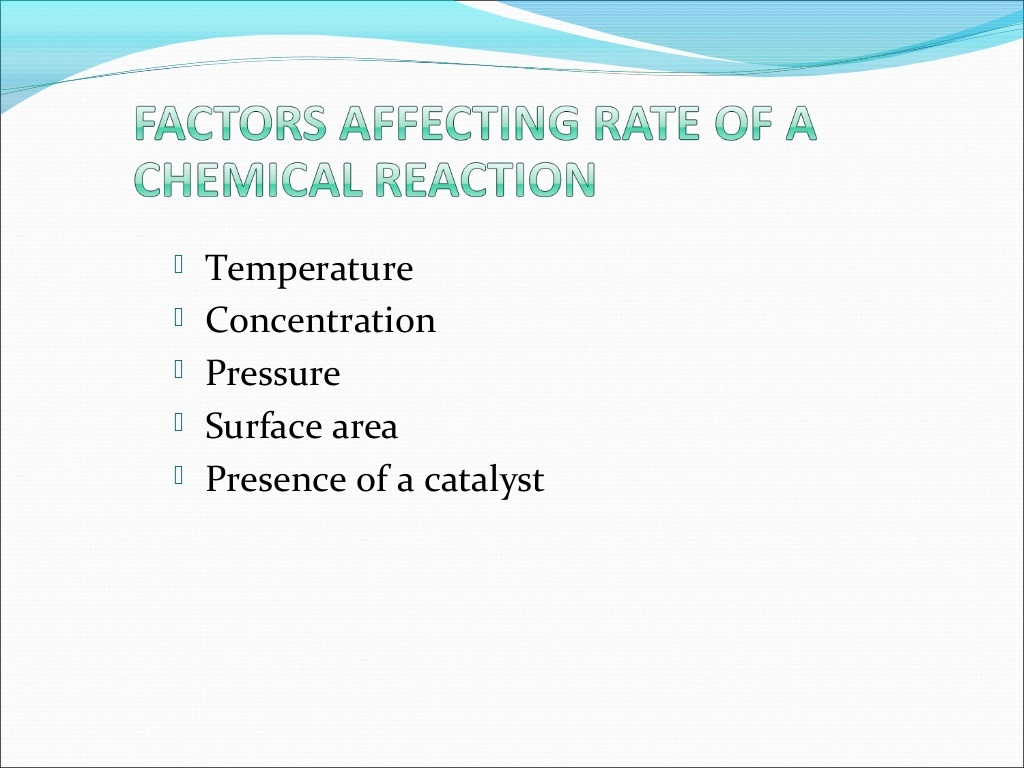 FACTORS AFFECTING RATE OF A
CHEMICAL REACTION
Temperature
Concentration
Pressure
Surface area
Presence of a catalyst